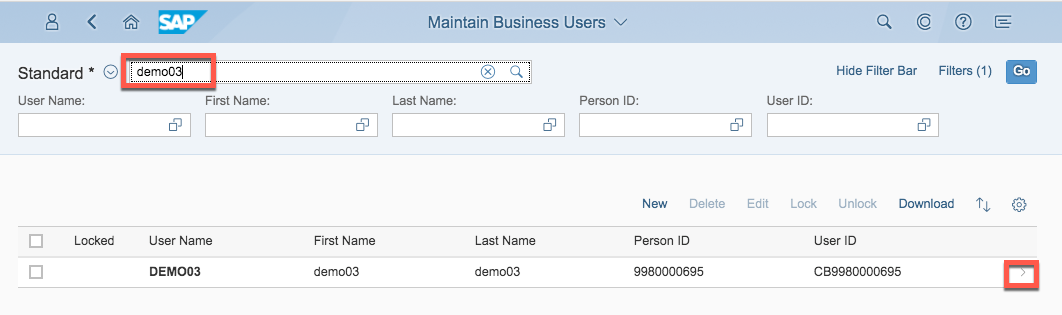 SAP Maintain Business Users
Standard * demo03 Hide Filter Bar Filters (1) Go
User Name: First Name: Last Name: Person ID: User ID:
New Delete Edit Lock Unlock Download
Locked User Name First Name Last Name Person ID User ID
DEMO03 demo03 demo03 9980000695 CB9980000695